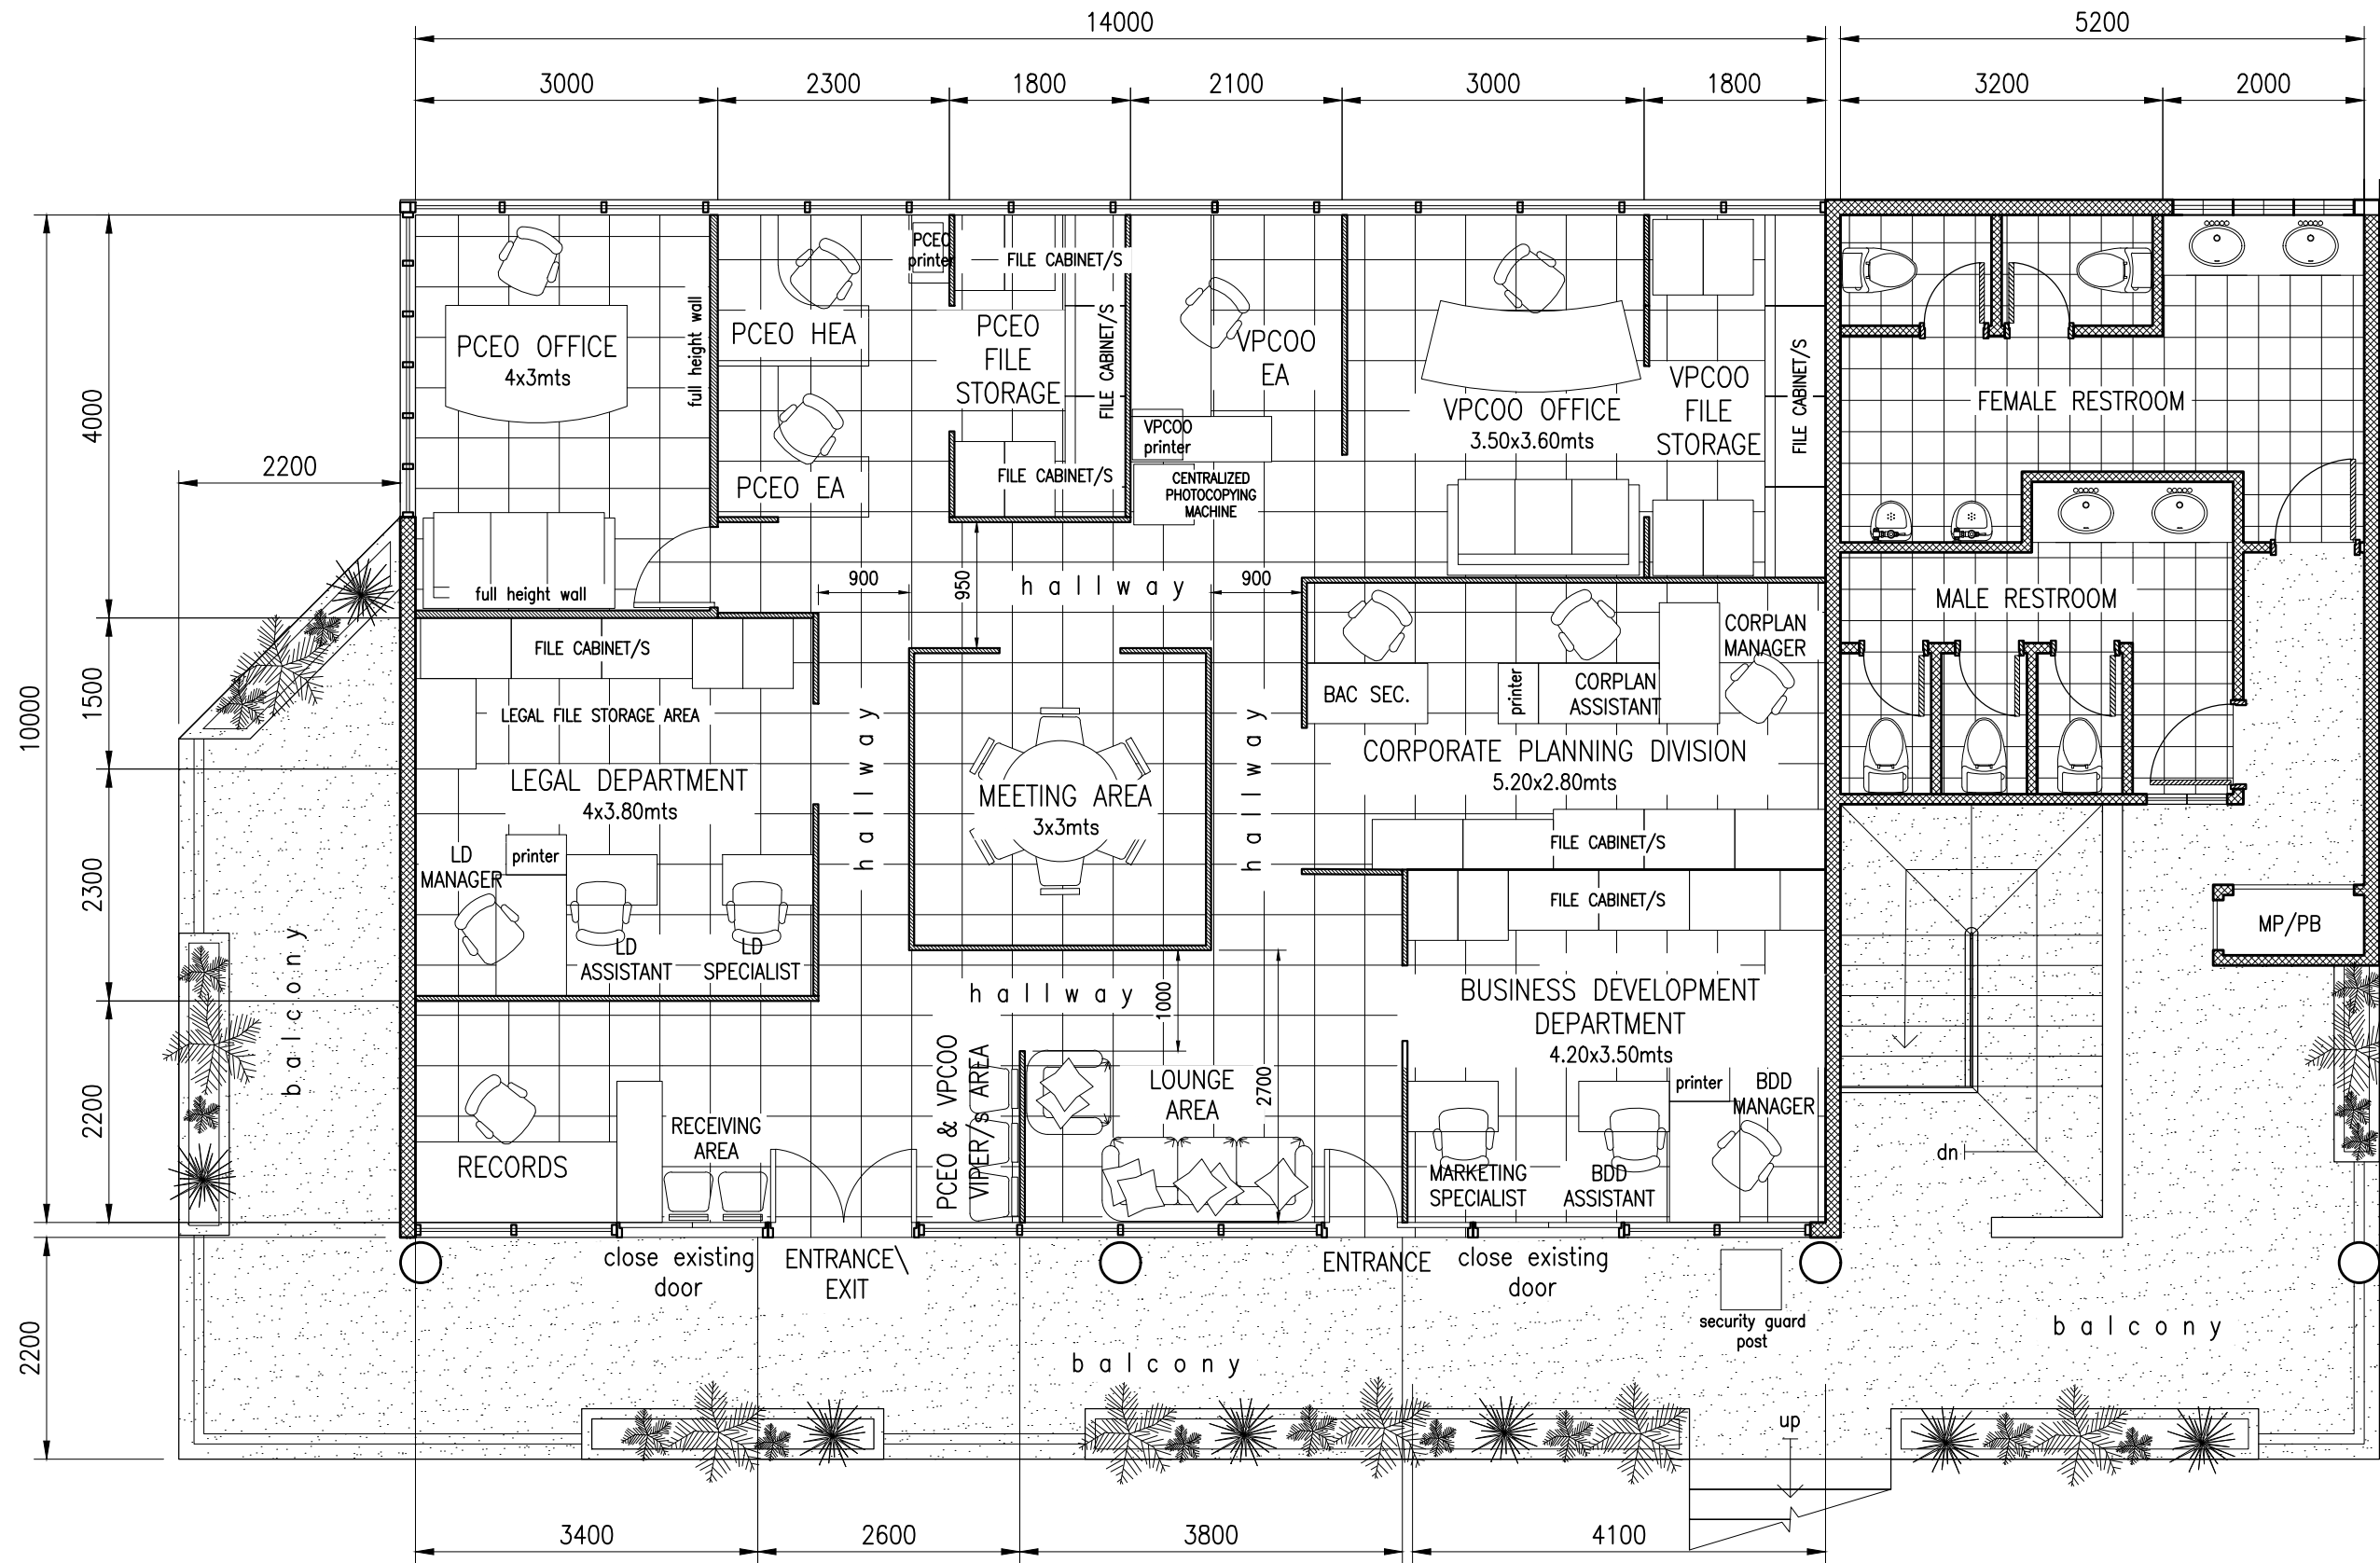 14000
5200
3000
2300
1800
2100
3000
1800
3200
2000
PCEO
printer
FILE CABINET/S
PCEO OFFICE
4x3mts
full height wall
PCEO HEA
PCEO
FILE
STORAGE
FILE CABINET/S
VPCOO
EA
VPCOO OFFICE
3.50x3.60mts
VPCOO
FILE
STORAGE
FILE CABINET/S
FEMALE RESTROOM
4000
2200
PCEO EA
FILE CABINET/S
VPCOO
printer
CENTRALIZED
PHOTOCOPYING
MACHINE
full height wall
900
950
hallway
900
MALE RESTROOM
10000
1500
FILE CABINET/S
LEGAL FILE STORAGE AREA
hallway
hallway
BAC SEC.
printer
CORPLAN
ASSISTANT
CORPLAN
MANAGER
CORPORATE PLANNING DIVISION
5.20x2.80mts
LEGAL DEPARTMENT
4x3.80mts
MEETING AREA
3x3mts
2300
LD
MANAGER
printer
FILE CABINET/S
FILE CABINET/S
LD
ASSISTANT
LD
SPECIALIST
MP/PB
balcony
hallway
1000
BUSINESS DEVELOPMENT
DEPARTMENT
4.20x3.50mts
2200
RECORDS
RECEIVING
AREA
PCEO & VPCOO
VIPER/s AREA
LOUNGE
AREA
2700
printer
BDD
MANAGER
MARKETING
SPECIALIST
BDD
ASSISTANT
dn
close existing
door
ENTRANCE\
EXIT
ENTRANCE
close existing
door
security guard
post
2200
balcony
balcony
up
3400
2600
3800
4100